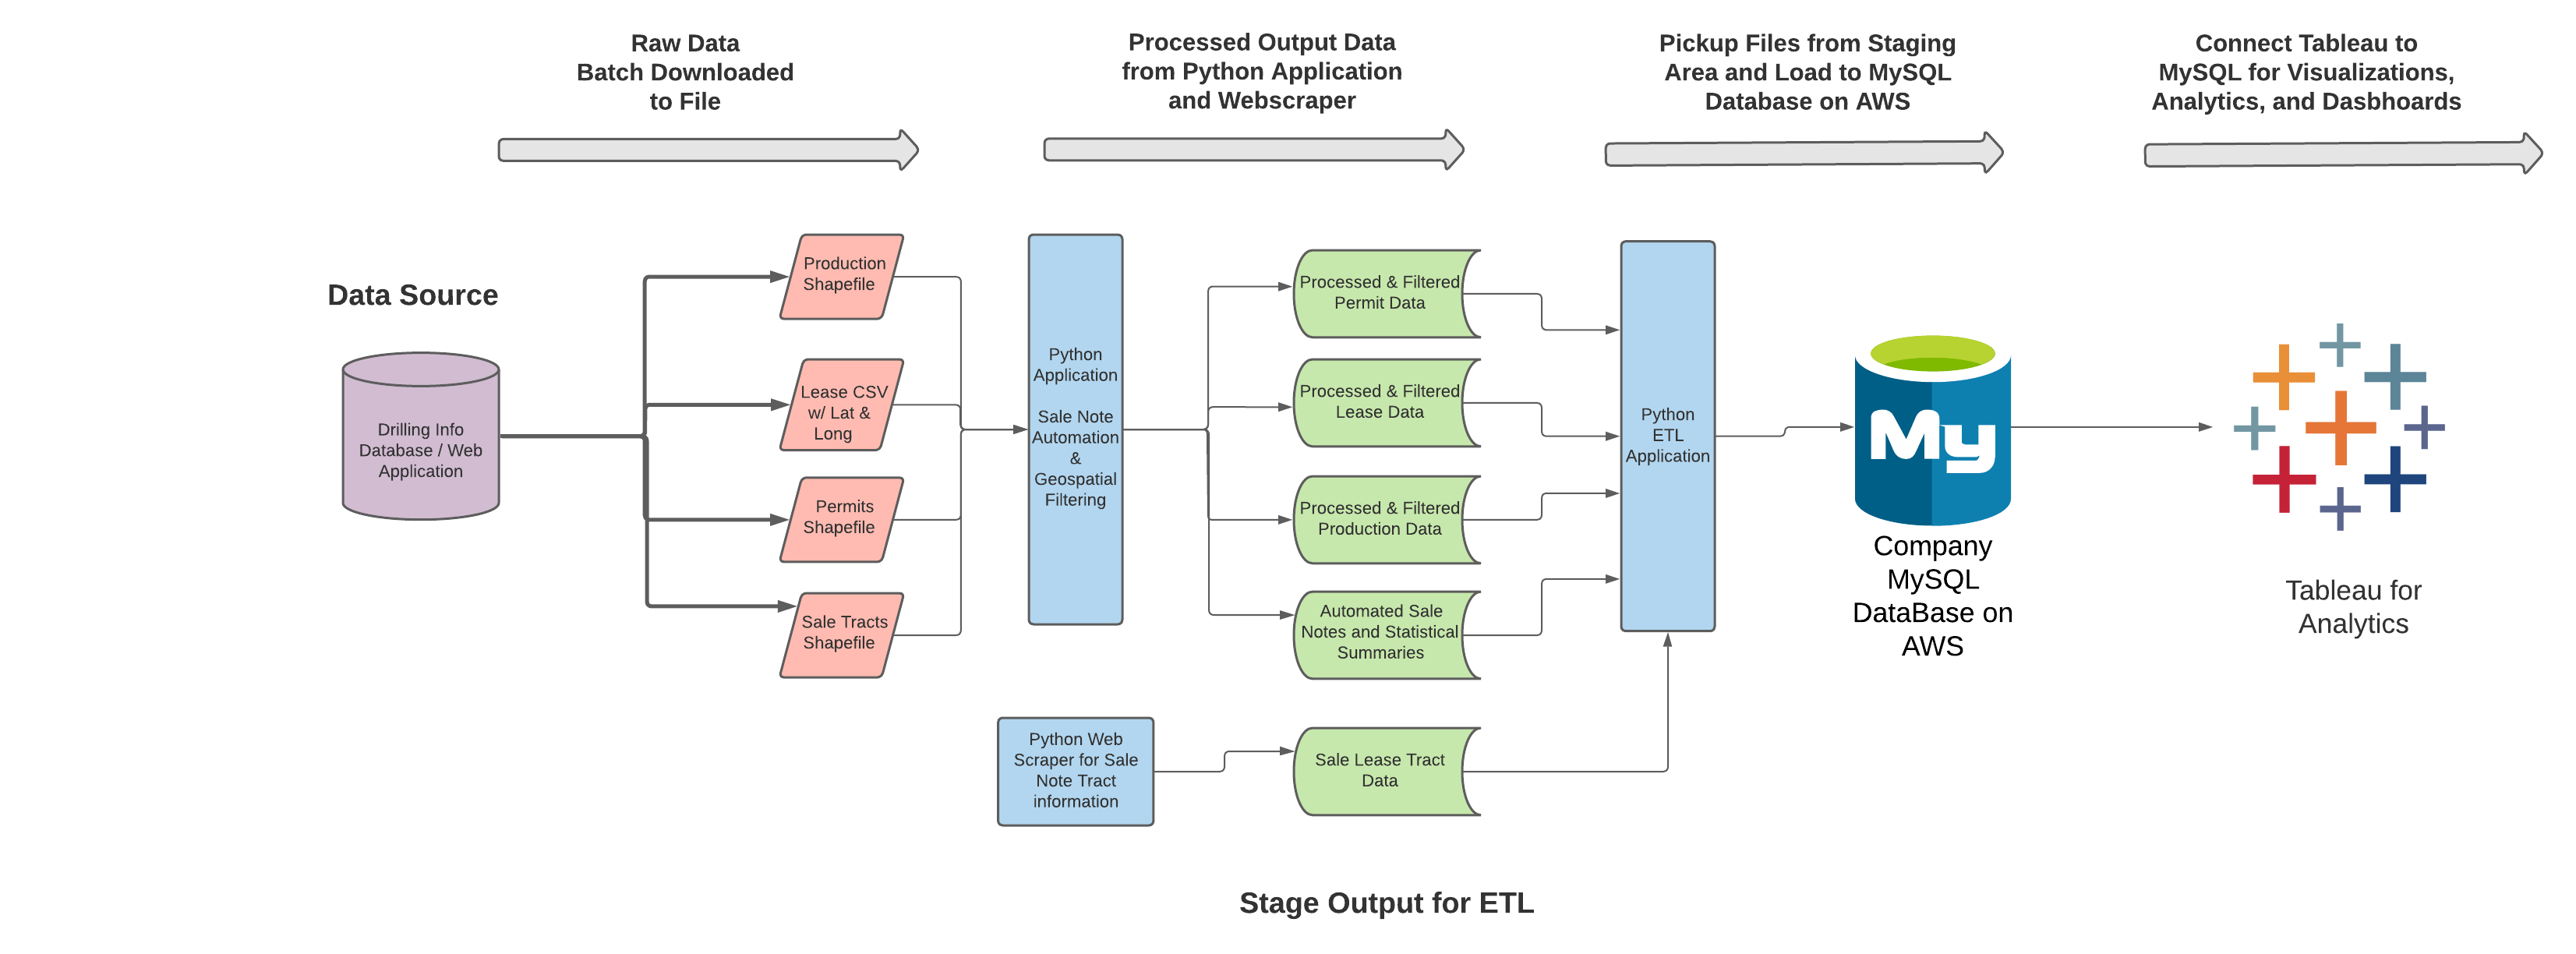 Raw Data
Batch Downloaded
to File
Processed Output Data
from Python Application
and Webscraper
Pickup Files from Staging
Area and Load to MySQL
Database on AWS
Connect Tableau to
MySQL for Visualizations,
Analytics, and Dasbhoards
Data Source
Drilling Info
Database / Web
Application
Production
Shapefile
Lease CSV
w/ Lat &
Long
Permits
Shapefile
Sale Tracts
Shapefile
Python
Application
Sale Note
Automation
&
Geospatial
Filtering
Python Web
Scraper for Sale
Note Tract
information
Processed & Filtered
Permit Data
Processed & Filtered
Lease Data
Processed & Filtered
Production Data
Automated Sale
Notes and Statistical
Summaries
Sale Lease Tract
Data
Python
ETL
Application
My
Company
MySQL
DataBase on
AWS
Tableau for
Analytics
Stage Output for ETL